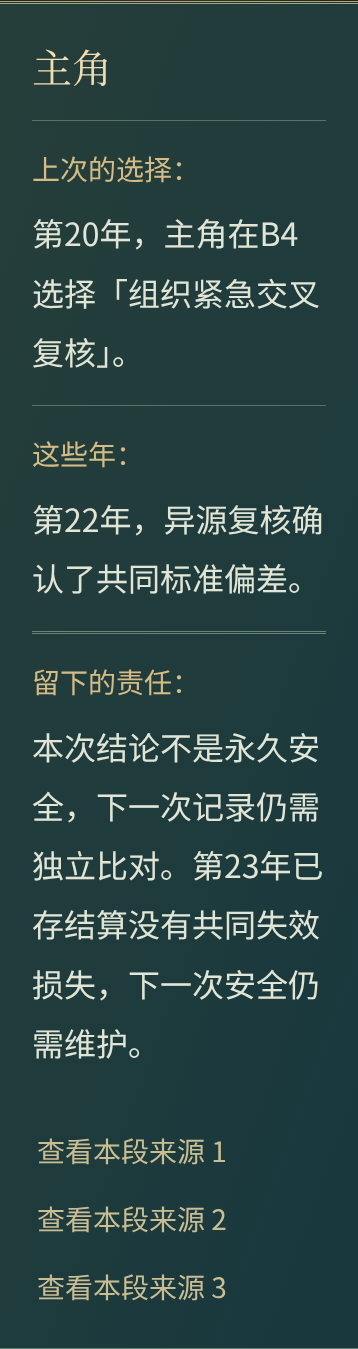 主角
上次的选择：
第20年，主角在B4
选择「组织紧急交叉
复核」。
这些年：
第22年，异源复核确
认了共同标准偏差。
留下的责任：
本次结论不是永久安
全，下一次记录仍需
独立比对。第23年已
存结算没有共同失效
损失，下一次安全仍
需维护。
查看本段来源 1
查看本段来源 2
查看本段来源 3